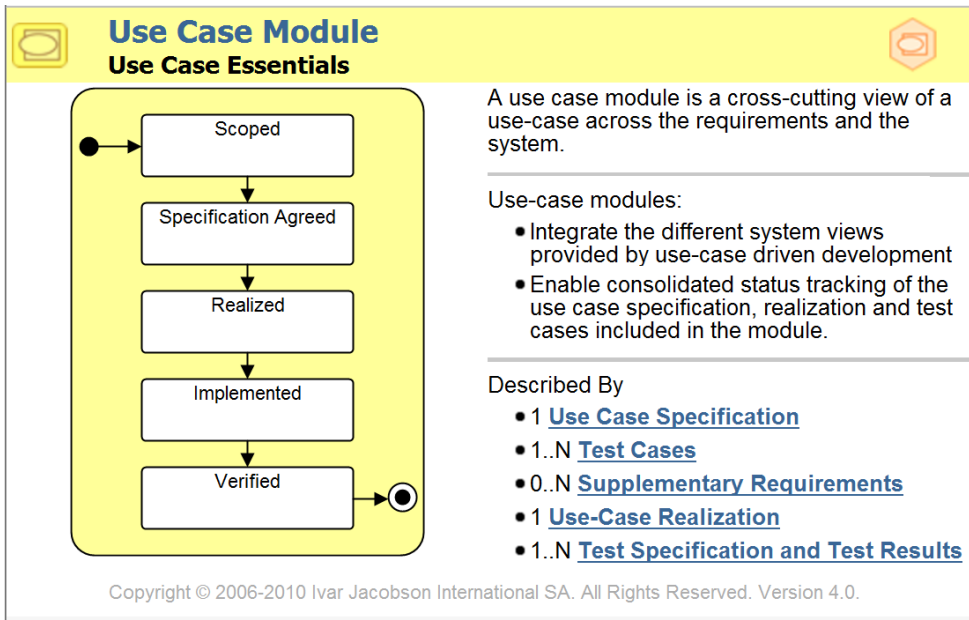 Use Case Module
Use Case Essentials
Scoped
Specification Agreed
Realized
Implemented
Verified
A use case module is a cross-cutting view of a
use-case across the requirements and the
system.
Use-case modules:
Integrate the different system views
provided by use-case driven development
Enable consolidated status tracking of the
use case specification, realization and test
cases included in the module.
Described By
1 Use Case Specification
1..N Test Cases
0..N Supplementary Requirements
1 Use-Case Realization
1..N Test Specification and Test Results
Copyright © 2006-2010 Ivar Jacobson International SA. All Rights Reserved. Version 4.0.